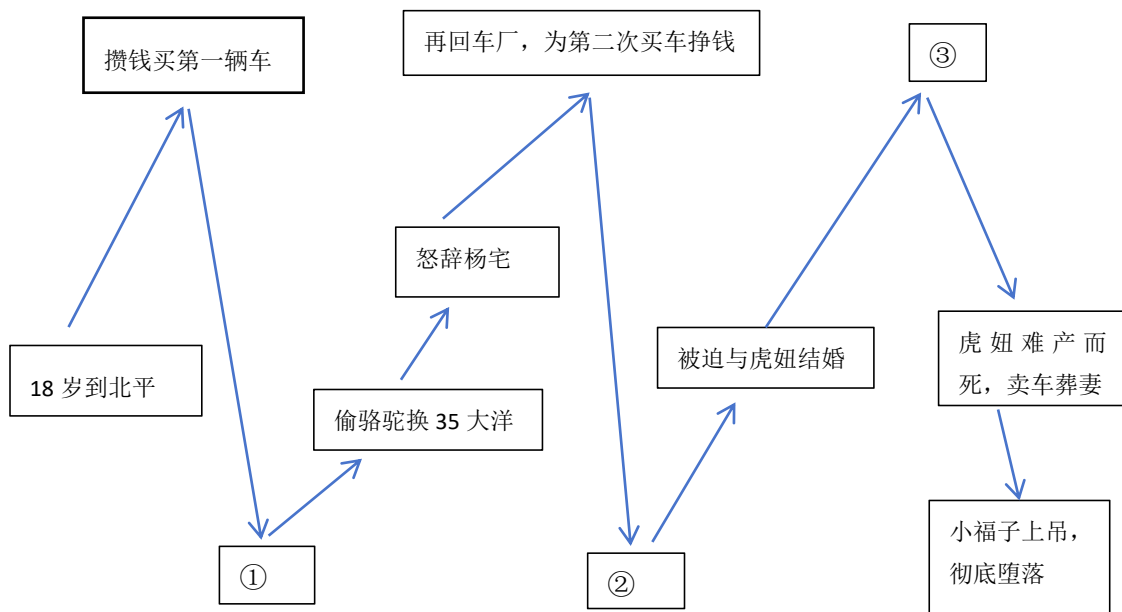 攒钱买第一辆车
再回车厂，为第二次买车挣钱
③
怒辞杨宅
18 岁到北平
偷骆驼换 35 大洋
被迫与虎妞结婚
虎妞难产而
死，卖车葬妻
①
②
小福子上吊，
彻底堕落